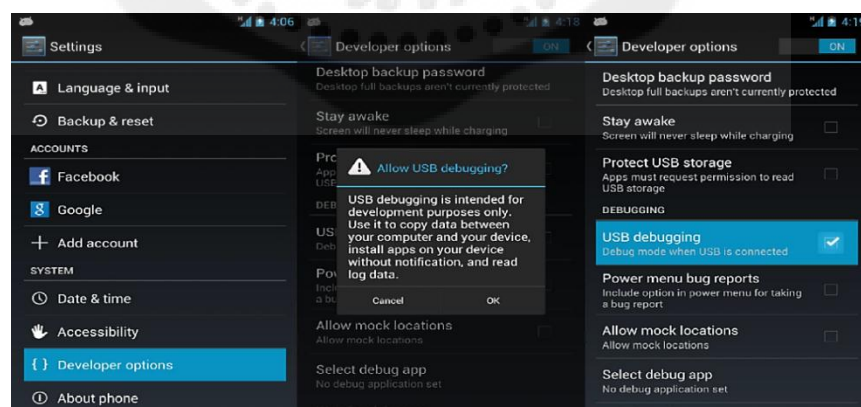 4:06
Settings
Language & input
Backup & reset
ACCOUNTS
Facebook
Google
Add account
SYSTEM
Date & time
Accessibility
{ } Developer options
About phone
4:18
Developer options
ON
Desktop backup password
Desktop full backups aren't currently protected
Stay awake
Screen will never sleep while charging
Allow USB debugging?
USB debugging is intended for
development purposes only.
Use it to copy data between
your computer and your device,
install apps on your device
without notification, and read
log data.
Cancel
OK
Allow mock locations
Allow mock locations
Select debug app
No debug application set
Developer options
ON
Desktop backup password
Desktop full backups aren't currently protected
Stay awake
Screen will never sleep while charging
Protect USB storage
Apps must request permission to read
USB storage
DEBUGGING
USB debugging
Debug mode when USB is connected
Power menu bug reports
Include option in power menu for taking
a bug report
Allow mock locations
Allow mock locations
Select debug app
No debug application set